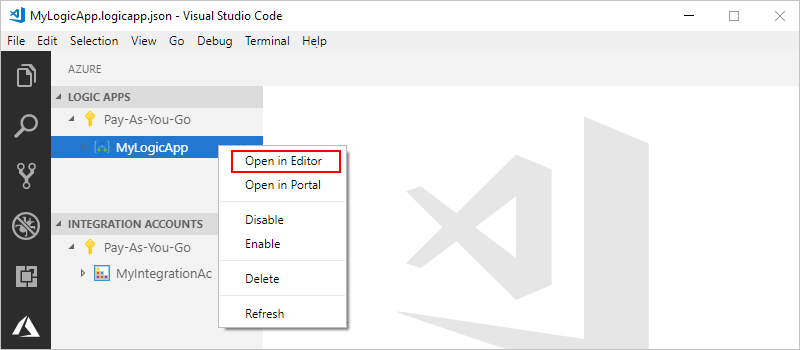 MyLogicApp.logicapp.json - Visual Studio Code
File Edit Selection View Go Debug Terminal Help
AZURE
LOGIC APPS
Pay-As-You-Go
MyLogicApp
Open in Editor
Open in Portal
Disable
Enable
Delete
Refresh
INTEGRATION ACCOUNTS
Pay-As-You-Go
MyIntegrationAc